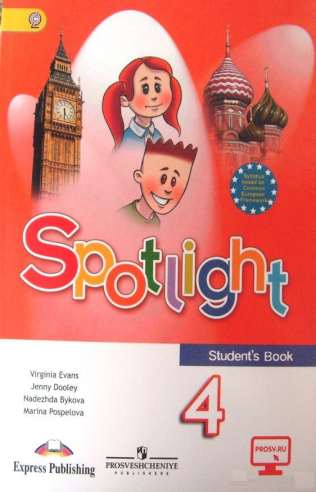 Syllabus
based on
Common
European
Framework
Spotlight
Student's Book
Virginia Evans
Jenny Dooley
Nadezhda Bykova
Marina Pospelova
4
PROSV.RU
Express Publishing
PROSVESHCHENIYE
PUBLISHERS